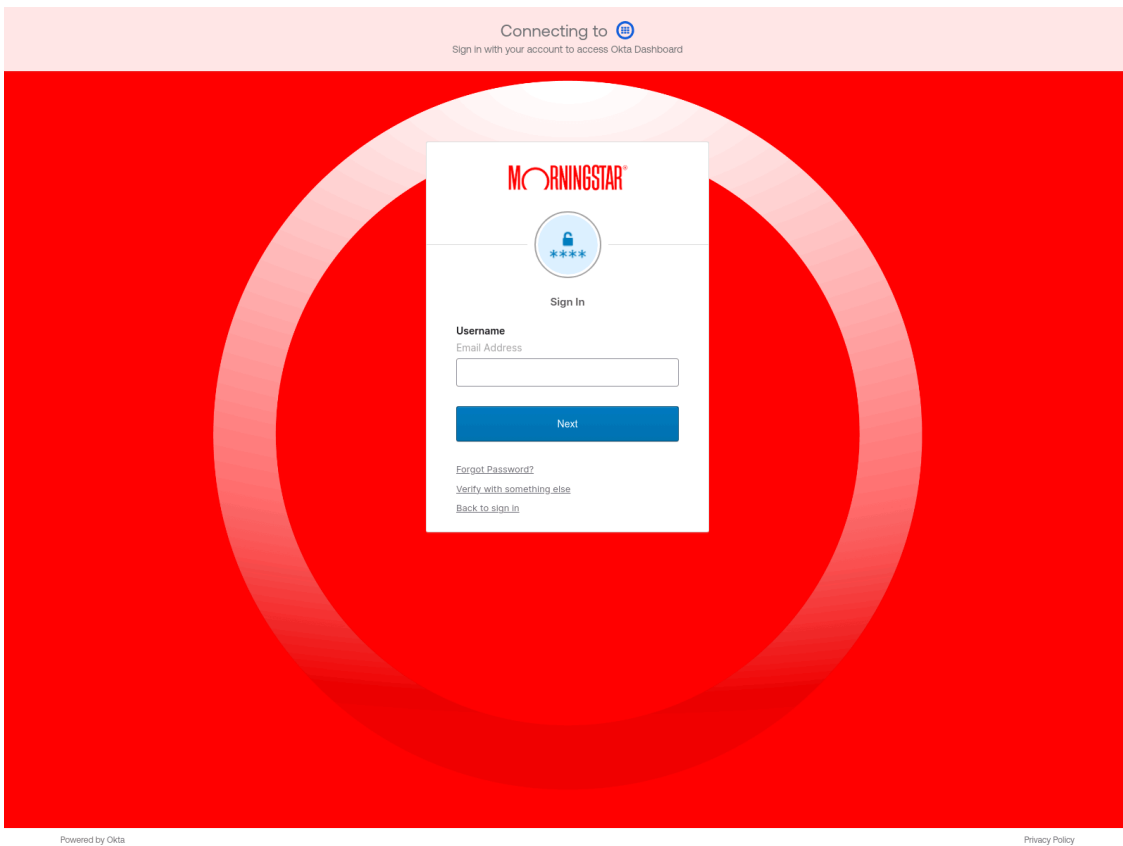 Connecting to
Sign in with your account to access Okta Dashboard
MORNINGSTAR®
****
Sign In
Username
Email Address
Next
Forgot Password?
Verify with something else
Back to sign in
Powered by Okta
Privacy Policy